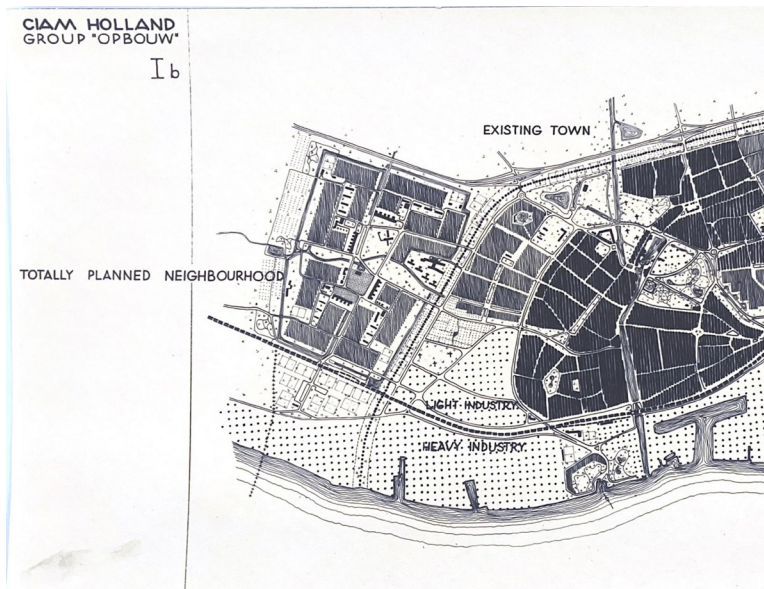 CIAM HOLLAND
GROUP "OPBOUW"
Ib
EXISTING TOWN
TOTALLY PLANNED NEIGHBOURHOOD
LIGHT INDUSTRY
HEAVY INDUSTRY